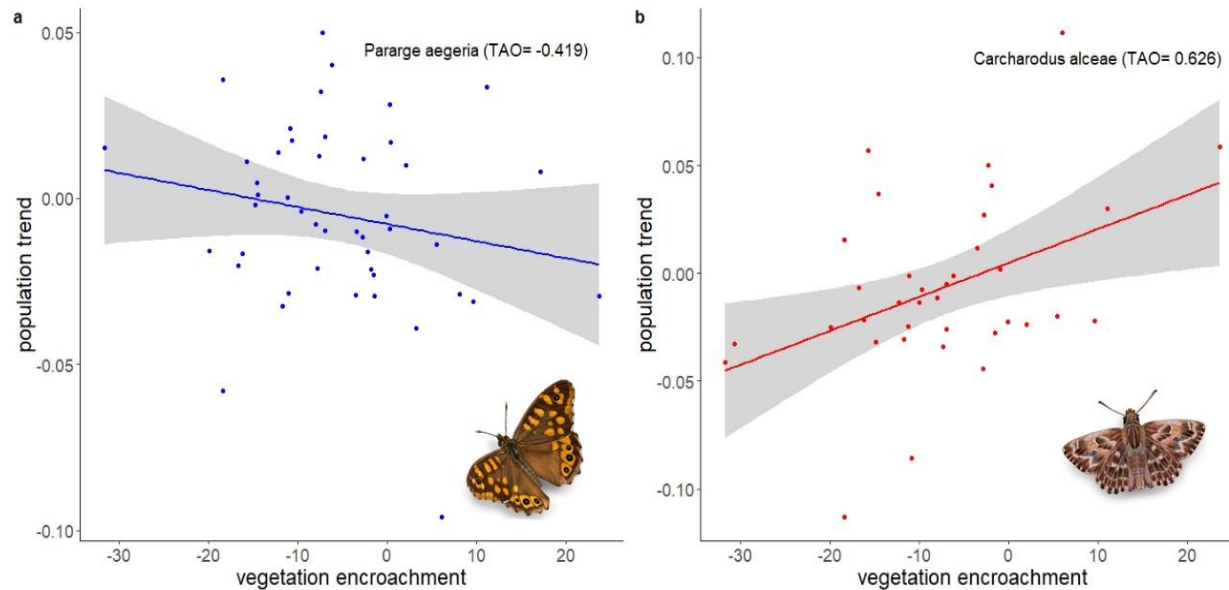 a
Pararge aegeria (TAO= -0.419)
0.05
0.00
-0.05
-0.10
population trend
-30
-20
-10
0
10
20
vegetation encroachment
b
Carcharodus alceae (TAO= 0.626)
0.10
0.05
0.00
-0.05
-0.10
population trend
-30
-20
-10
0
10
20
vegetation encroachment